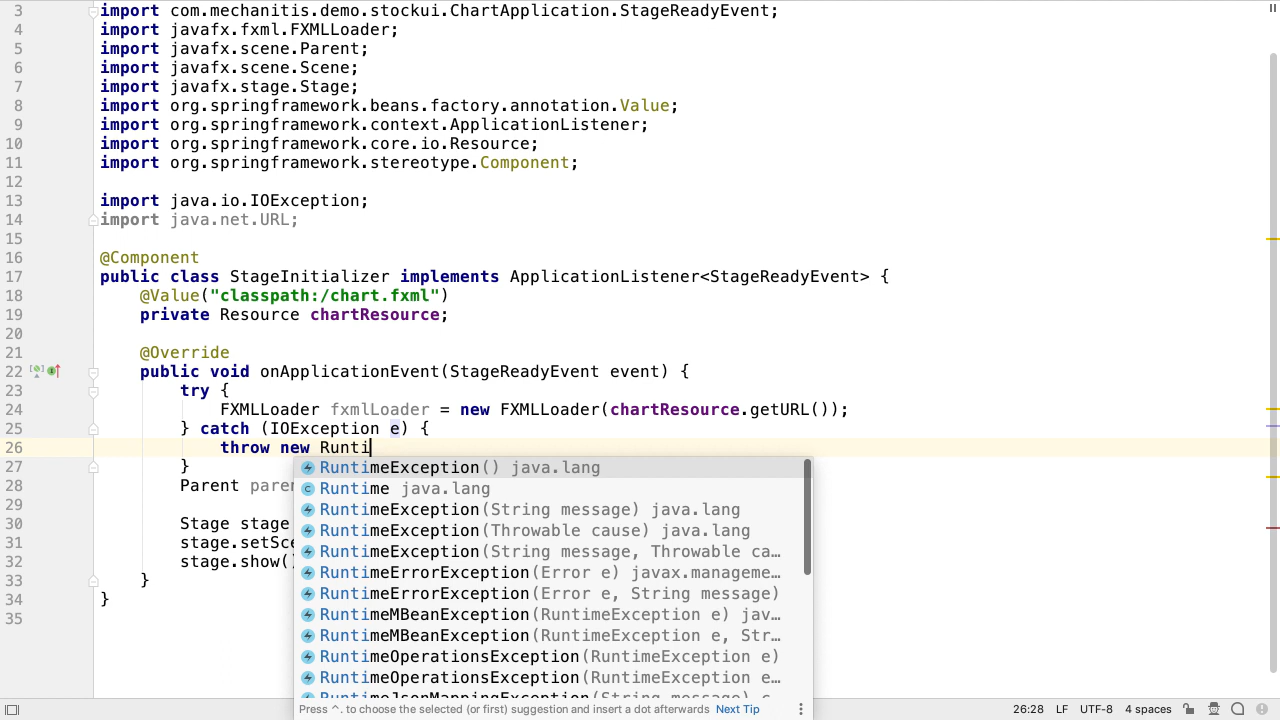 3 import com.mechanitis.demo.stockui.ChartApplication.StageReadyEvent;
4 import javafx.fxml.FXMLLoader;
5 import javafx.scene.Parent;
6 import javafx.scene.Scene;
7 import javafx.stage.Stage;
8 import org.springframework.beans.factory.annotation.Value;
9 import org.springframework.context.ApplicationListener;
10 import org.springframework.core.io.Resource;
11 import org.springframework.stereotype.Component;
12
13 import java.io.IOException;
14 import java.net.URL;
15
16 @Component
17 public class StageInitializer implements ApplicationListener<StageReadyEvent> {
18 @Value("classpath:/chart.fxml")
19 private Resource chartResource;
20
21 @Override
22 public void onApplicationEvent(StageReadyEvent event) {
23 try {
24 FXMLLoader fxmlLoader = new FXMLLoader(chartResource.getURL());
25 } catch (IOException e) {
26 throw new Runti
27 }
28 Parent parer
29
30 Stage stage
31 stage.setSce
32 stage.show(
33 }
34 }
35
RuntimeException() java.lang
Runtime java.lang
RuntimeException(String message) java.lang
RuntimeException(Throwable cause) java.lang
RuntimeException(String message, Throwable ca…
RuntimeErrorException(Error e) javax.manageme…
RuntimeErrorException(Error e, String message)
RuntimeMBeanException(RuntimeException e) jav…
RuntimeMBeanException(RuntimeException e, Str…
RuntimeOperationsException(RuntimeException e)
RuntimeOperationsException(RuntimeException e…
RuntimeJsonMappingException(String message) c
Press ^. to choose the selected (or first) suggestion and insert a dot afterwards Next Tip
26:28 LF UTF-8 4 spaces